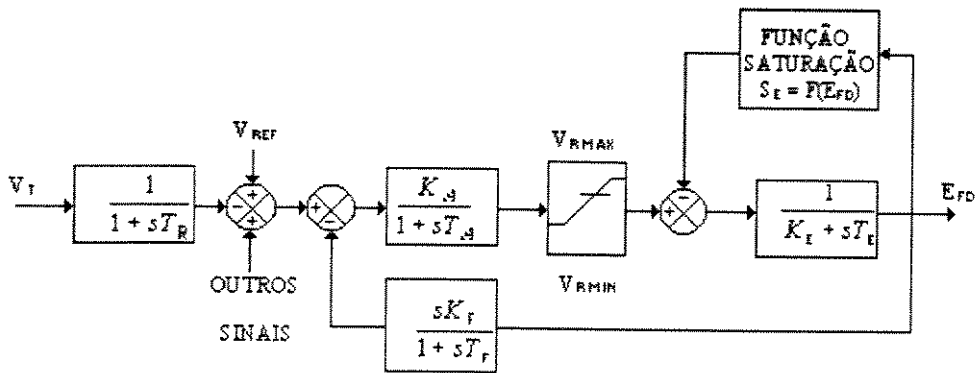 FUNÇÃO
SATURAÇÃO
S_E = F(E_FD)
V_REF
V_RMAX
V_T
1
1 + sT_R
+
-
+
+
-
K_A
1 + sT_A
+
-
1
K_E + sT_E
E_FD
V_RMIN
OUTROS
SINAIS
sK_F
1 + sT_F